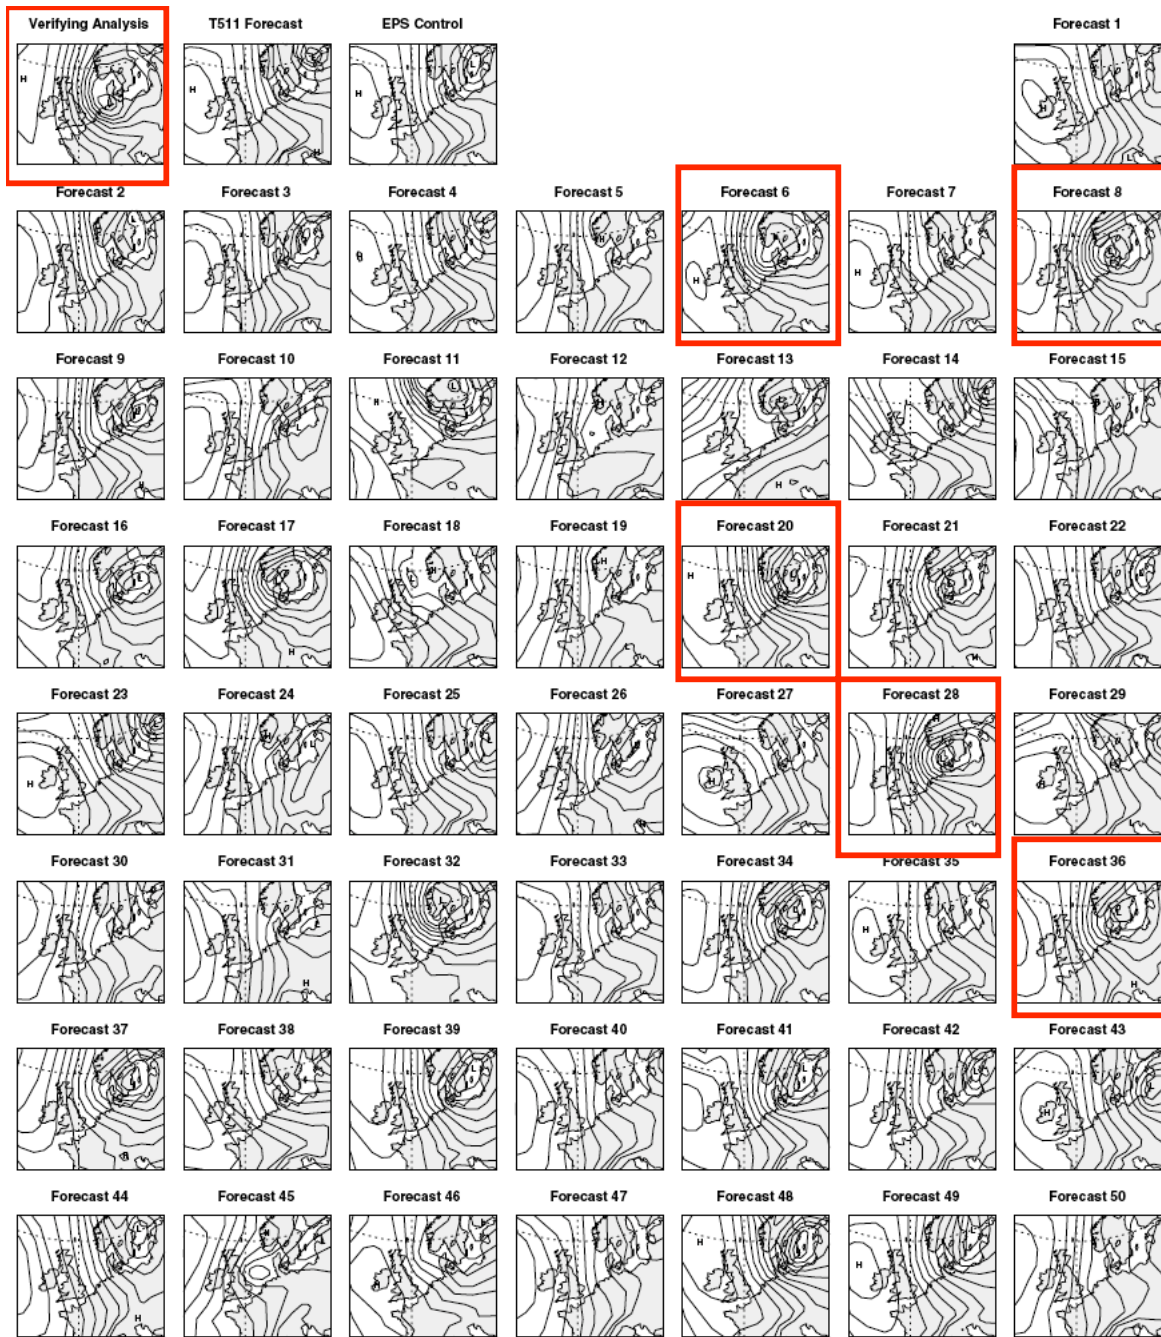 Verifying Analysis T511 Forecast EPS Control Forecast 1
Forecast 2 Forecast 3 Forecast 4 Forecast 5 Forecast 6 Forecast 7 Forecast 8
Forecast 9 Forecast 10 Forecast 11 Forecast 12 Forecast 13 Forecast 14 Forecast 15
Forecast 16 Forecast 17 Forecast 18 Forecast 19 Forecast 20 Forecast 21 Forecast 22
Forecast 23 Forecast 24 Forecast 25 Forecast 26 Forecast 27 Forecast 28 Forecast 29
Forecast 30 Forecast 31 Forecast 32 Forecast 33 Forecast 34 Forecast 35 Forecast 36
Forecast 37 Forecast 38 Forecast 39 Forecast 40 Forecast 41 Forecast 42 Forecast 43
Forecast 44 Forecast 45 Forecast 46 Forecast 47 Forecast 48 Forecast 49 Forecast 50